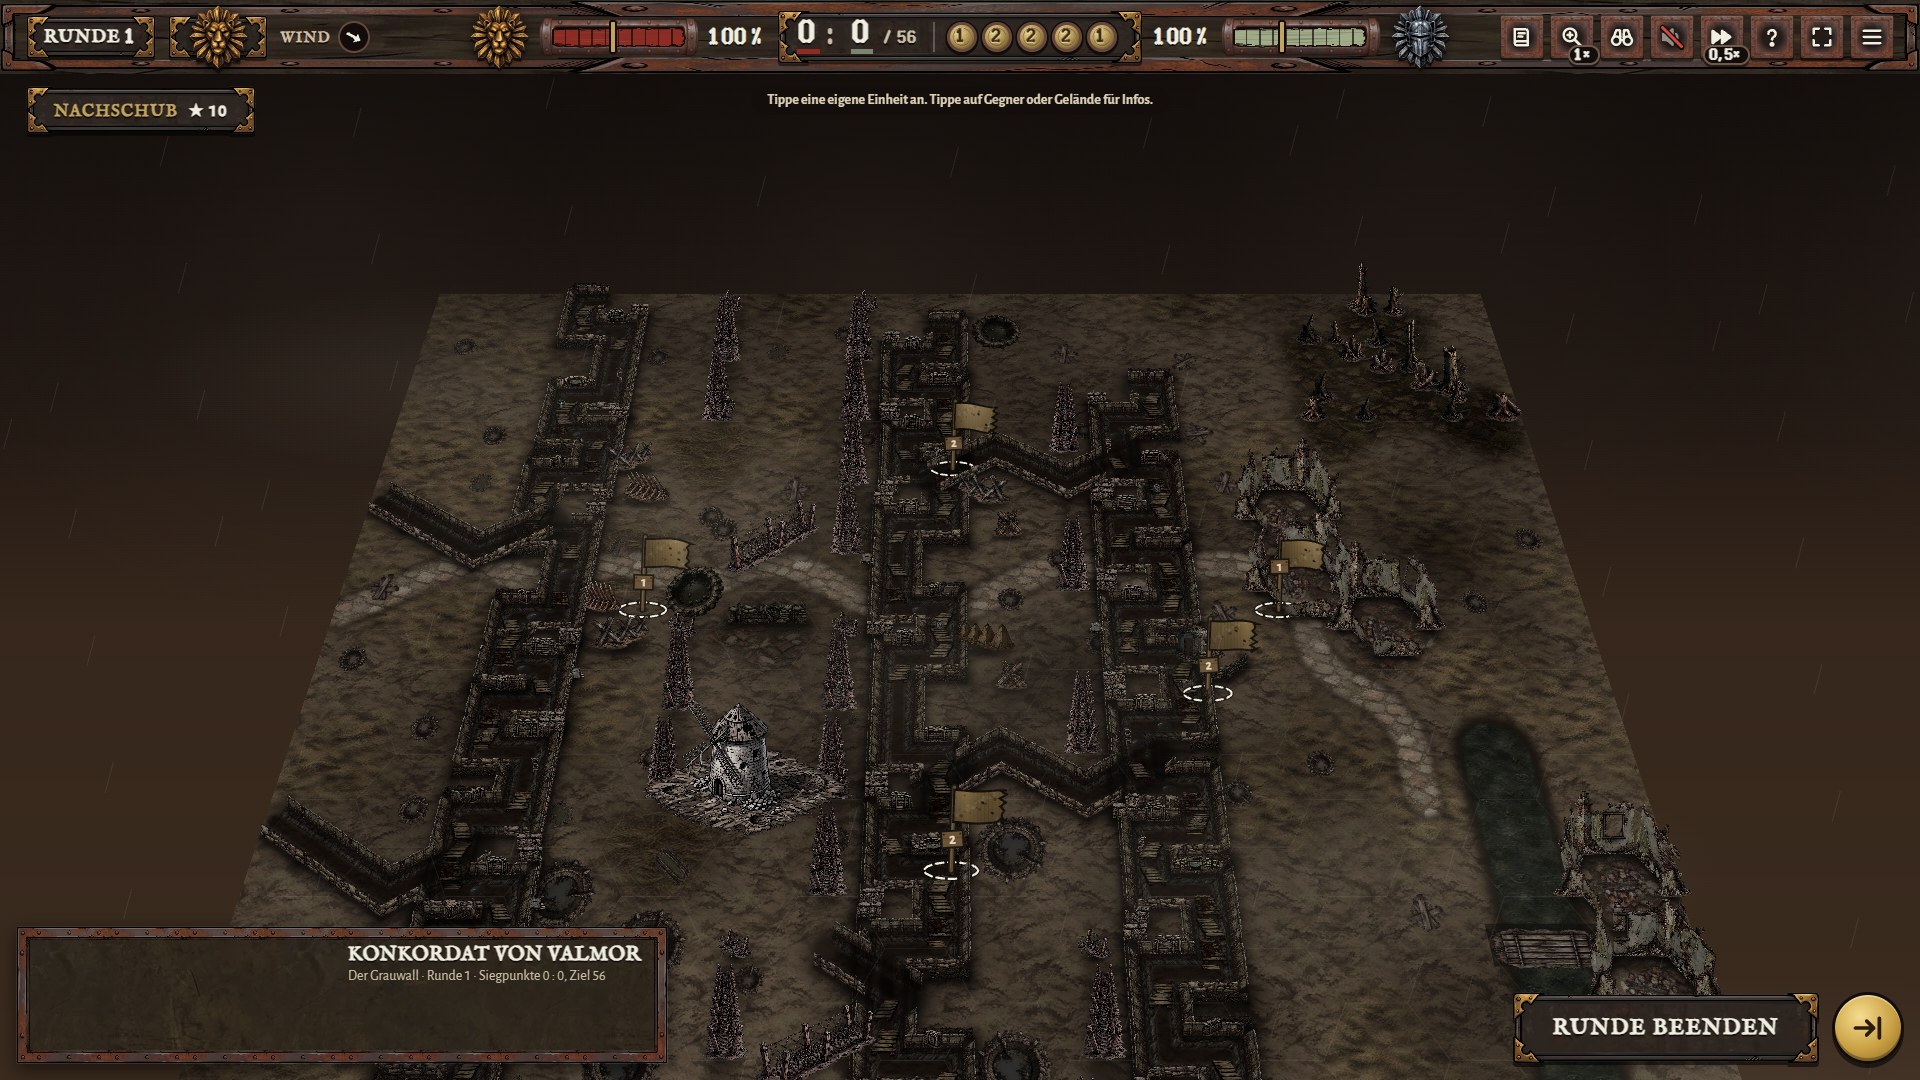 RUNDE 1
WIND
100 %
0 : 0 / 56
1 2 2 2 1
100 %
1×
0,5×
?
NACHSCHUB ★ 10
Tippe eine eigene Einheit an. Tippe auf Gegner oder Gelände für Infos.
2
1
1
2
2
KONKORDAT VON VALMOR
Der Grauwall · Runde 1 · Siegpunkte 0 : 0, Ziel 56
RUNDE BEENDEN